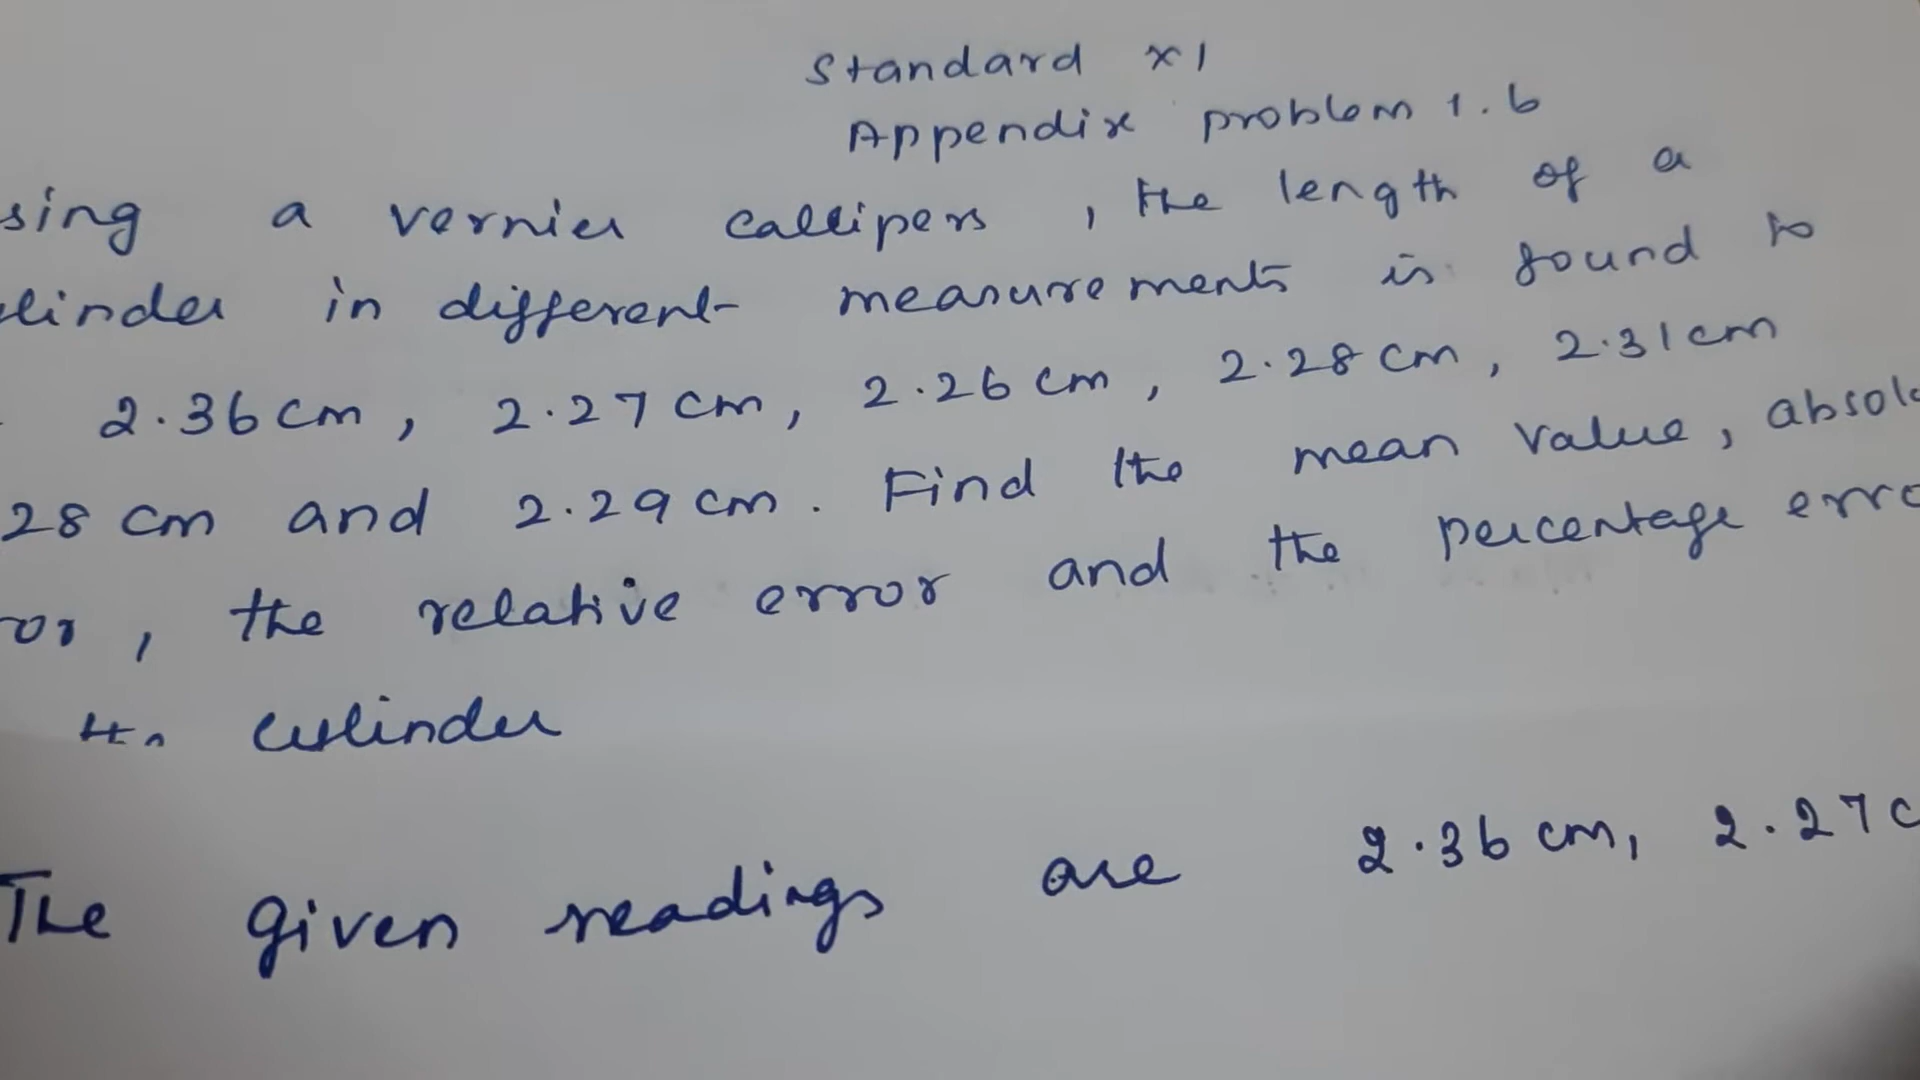 Standard XI
Appendix problem 1.6
sing a vernier callipers, the length of a
linder in different measurements is found to
2.36 cm, 2.27 cm, 2.26 cm, 2.28 cm, 2.31 cm
28 cm and 2.29 cm. Find the mean value, absol
or, the relative error and the percentage erro
the cylinder
The given readings are 2.36 cm, 2.27 c